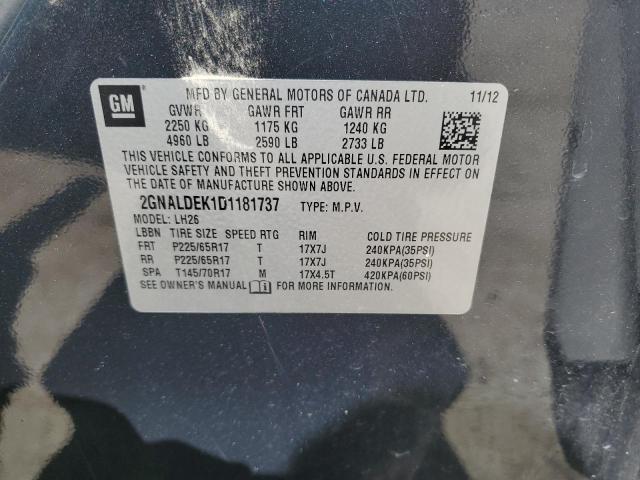 GM
MFD BY GENERAL MOTORS OF CANADA LTD. 11/12
GVWR GAWR FRT GAWR RR
2250 KG 1175 KG 1240 KG
4960 LB 2590 LB 2733 LB
THIS VEHICLE CONFORMS TO ALL APPLICABLE U.S. FEDERAL MOTOR
VEHICLE SAFETY AND THEFT PREVENTION STANDARDS IN EFFECT ON
THE DATE OF MANUFACTURE SHOWN ABOVE.
2GNALDEK1D1181737 TYPE: M.P.V.
MODEL: LH26
LBBN TIRE SIZE SPEED RTG RIM COLD TIRE PRESSURE
FRT P225/65R17 T 17X7J 240KPA(35PSI)
RR P225/65R17 T 17X7J 240KPA(35PSI)
SPA T145/70R17 M 17X4.5T 420KPA(60PSI)
SEE OWNER'S MANUAL FOR MORE INFORMATION.